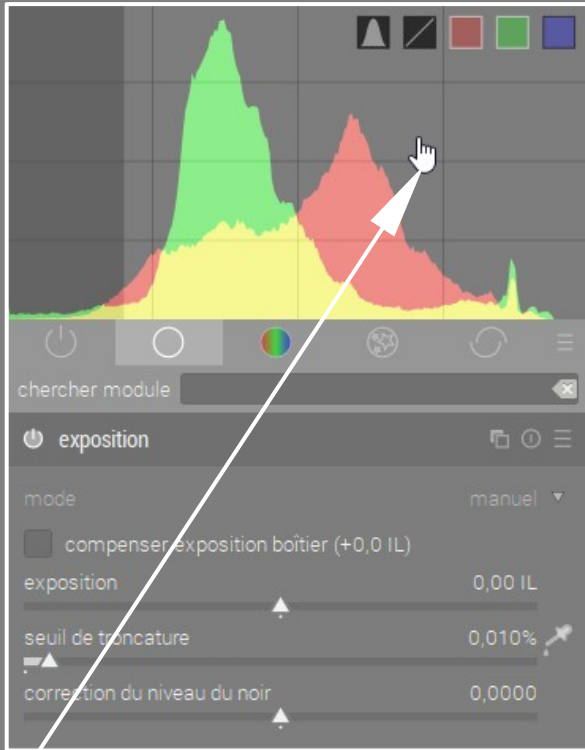 chercher module
exposition
mode manuel
compenser exposition boîtier (+0,0 IL)
exposition 0,00 IL
seuil de troncature 0,010%
correction du niveau du noir 0,0000